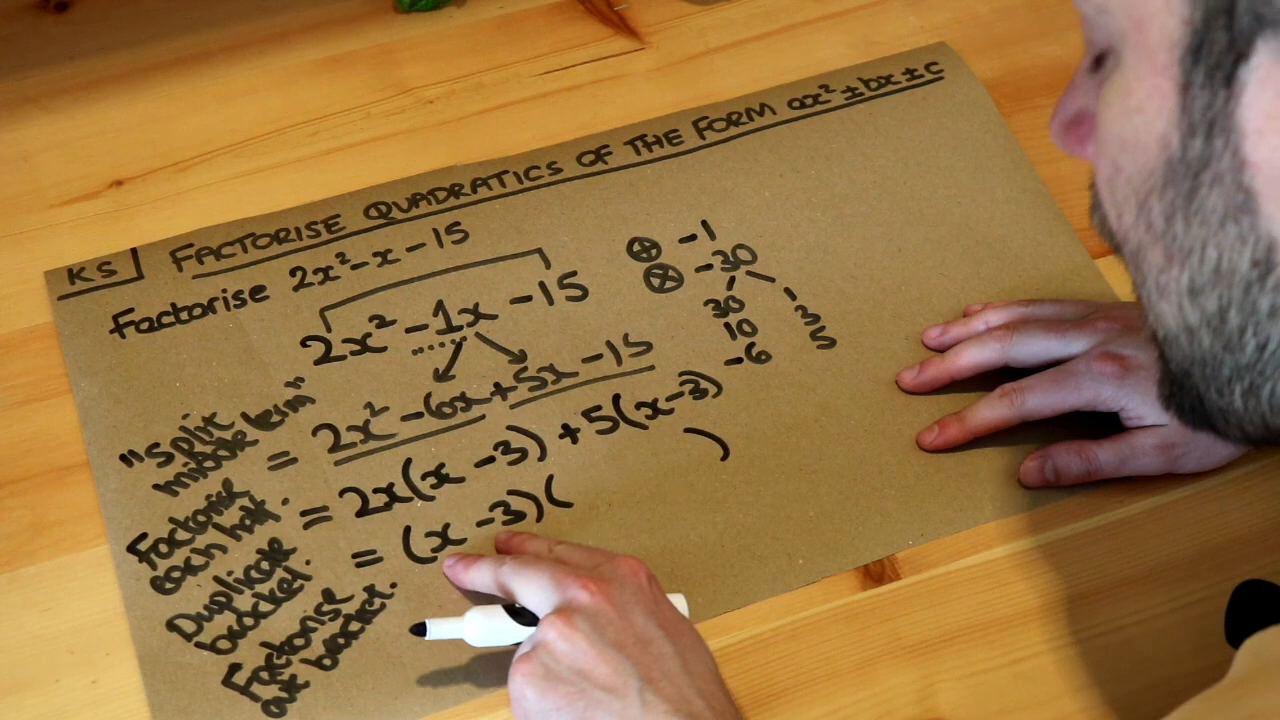 KS FACTORISE QUADRATICS OF THE FORM ax² ± bx ± c
Factorise 2x² - x - 15
2x² - 1x - 15
"Split middle term"
= 2x² - 6x + 5x - 15
Factorise each half.
= 2x(x - 3) + 5(x - 3)
Duplicate bracket.
= (x - 3)( )
Factorise out bracket.
⊕ -1
⊗ -30
30
10
-6
-
3
5